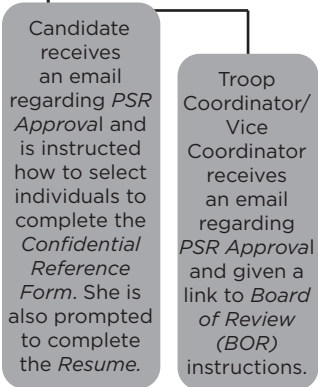 Candidate
receives
an email
regarding PSR
Approval and
is instructed
how to select
individuals to
complete the
Confidential
Reference
Form. She is
also prompted
to complete
the Resume.
Troop
Coordinator/
Vice
Coordinator
receives
an email
regarding
PSR Approval
and given a
link to Board
of Review
(BOR)
instructions.